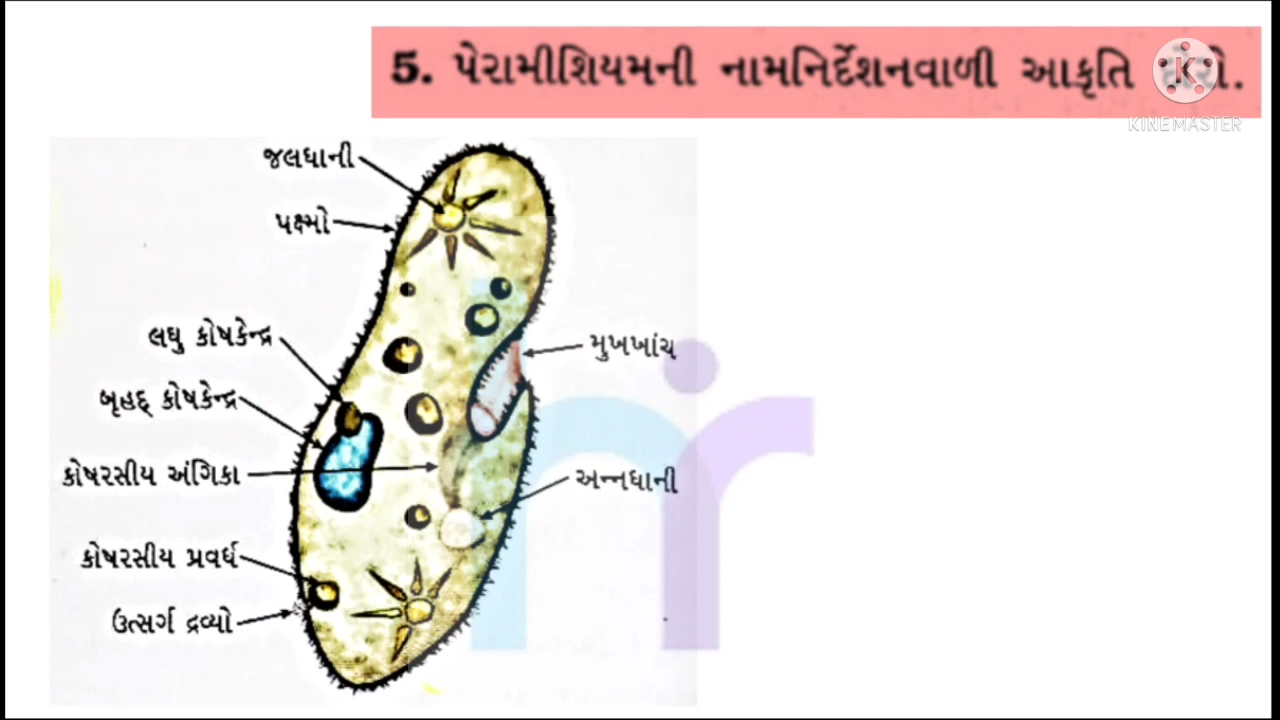 5. પેરામીશિયમની નામનિર્દેશનવાળી આકૃતિ
KINEMASTER
જલધાની
પક્ષ્મો
લઘુ કોષકેન્દ્ર
મુખખાંચ
બૃહદ્ કોષકેન્દ્ર
કોષરસીય અંગિકા
અન્નધાની
કોષરસીય પ્રવર્ધ
ઉત્સર્ગ દ્રવ્યો